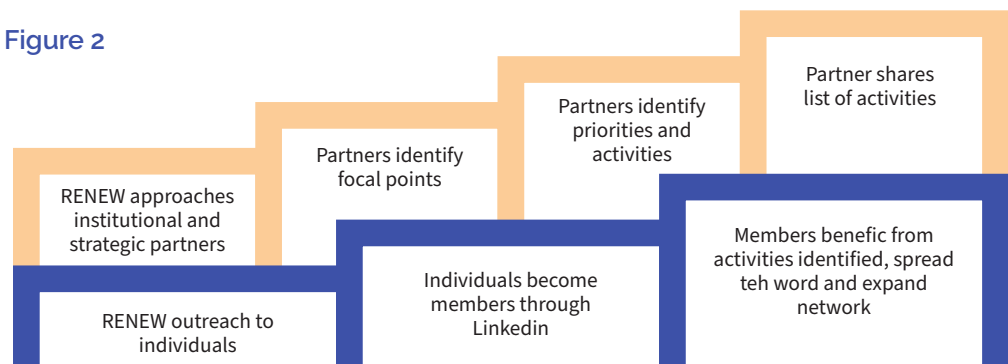 Figure 2
RENEW approaches
institutional and
strategic partners
Partners identify
focal points
Partners identify
priorities and
activities
Partner shares
list of activities
RENEW outreach to
individuals
Individuals become
members through
Linkedin
Members benefic from
activities identified, spread
teh word and expand
network